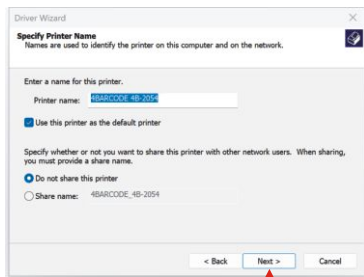 Driver Wizard
Specify Printer Name
Names are used to identify the printer on this computer and on the network.
Enter a name for this printer.
Printer name: 4BARCODE 4B-2054
Use this printer as the default printer
Specify whether or not you want to share this printer with other network users. When sharing,
you must provide a share name.
Do not share this printer
Share name: 4BARCODE_4B-2054
< Back Next > Cancel